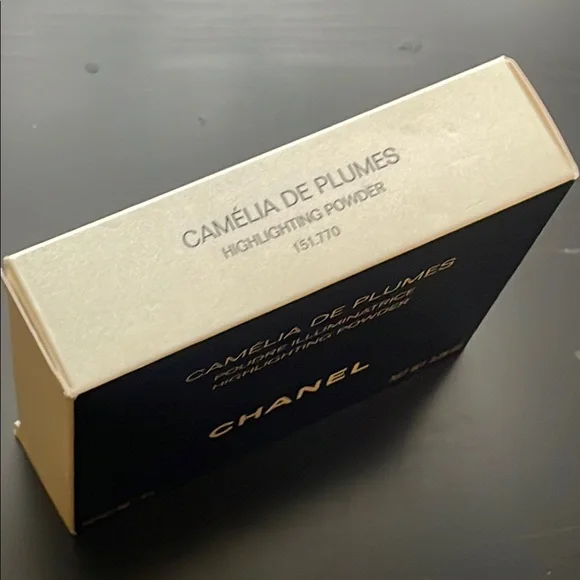 CAMÉLIA DE PLUMES
HIGHLIGHTING POWDER
151.770
CAMÉLIA DE PLUMES
POUDRE ILLUMINATRICE
HIGHLIGHTING POWDER
CHANEL